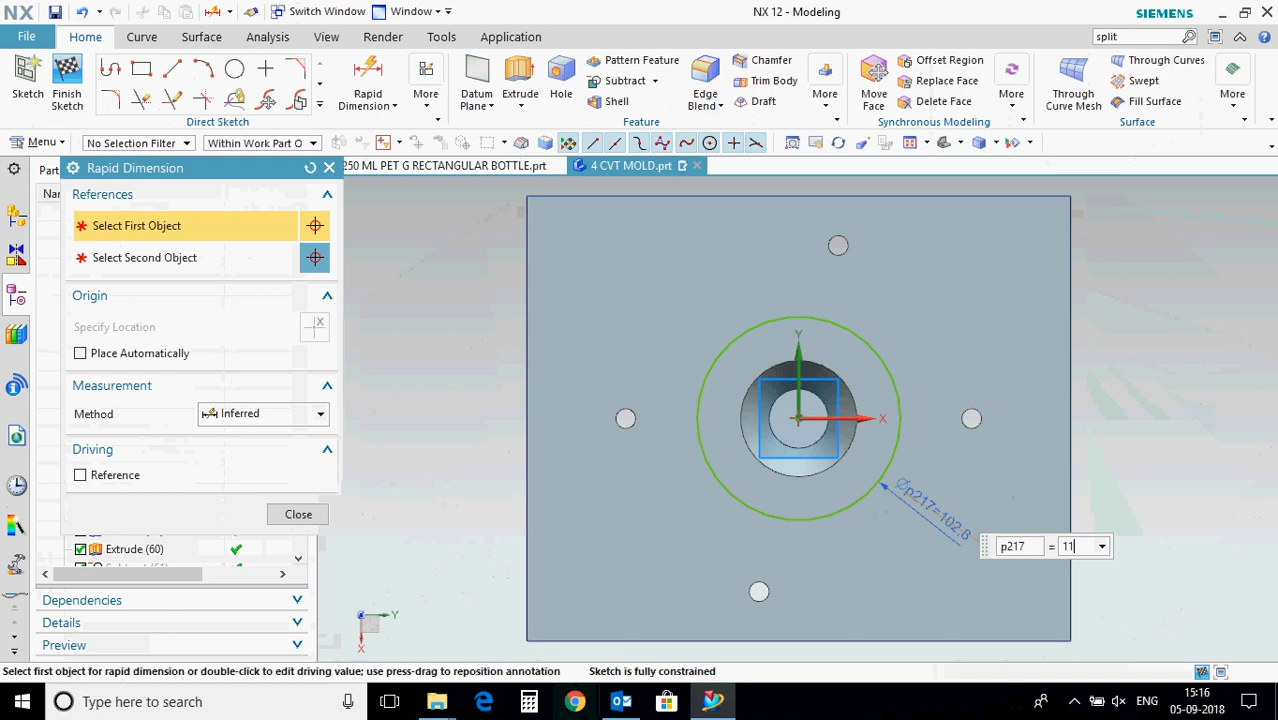 NX
Switch Window
Window
NX 12 - Modeling
SIEMENS
File
Home
Curve
Surface
Analysis
View
Render
Tools
Application
split
Sketch
Finish
Sketch
Rapid
Dimension
More
Direct Sketch
Datum
Plane
Extrude
Hole
Pattern Feature
Subtract
Shell
Edge
Blend
Chamfer
Trim Body
Draft
More
Feature
Move
Face
Offset Region
Replace Face
Delete Face
More
Synchronous Modeling
Through
Curve Mesh
Through Curves
Swept
Fill Surface
More
Surface
Menu
No Selection Filter
Within Work Part O
Part
250 ML PET G RECTANGULAR BOTTLE.prt
4 CVT MOLD.prt
Rapid Dimension
References
* Select First Object
* Select Second Object
Origin
Specify Location
Place Automatically
Measurement
Method
Inferred
Driving
Reference
Close
Extrude (60)
Dependencies
Details
Preview
Y
X
Øp217=102.8
p217 = 11
Y
X
Select first object for rapid dimension or double-click to edit driving value; use press-drag to reposition annotation
Sketch is fully constrained
Type here to search
ENG
15:16
05-09-2018